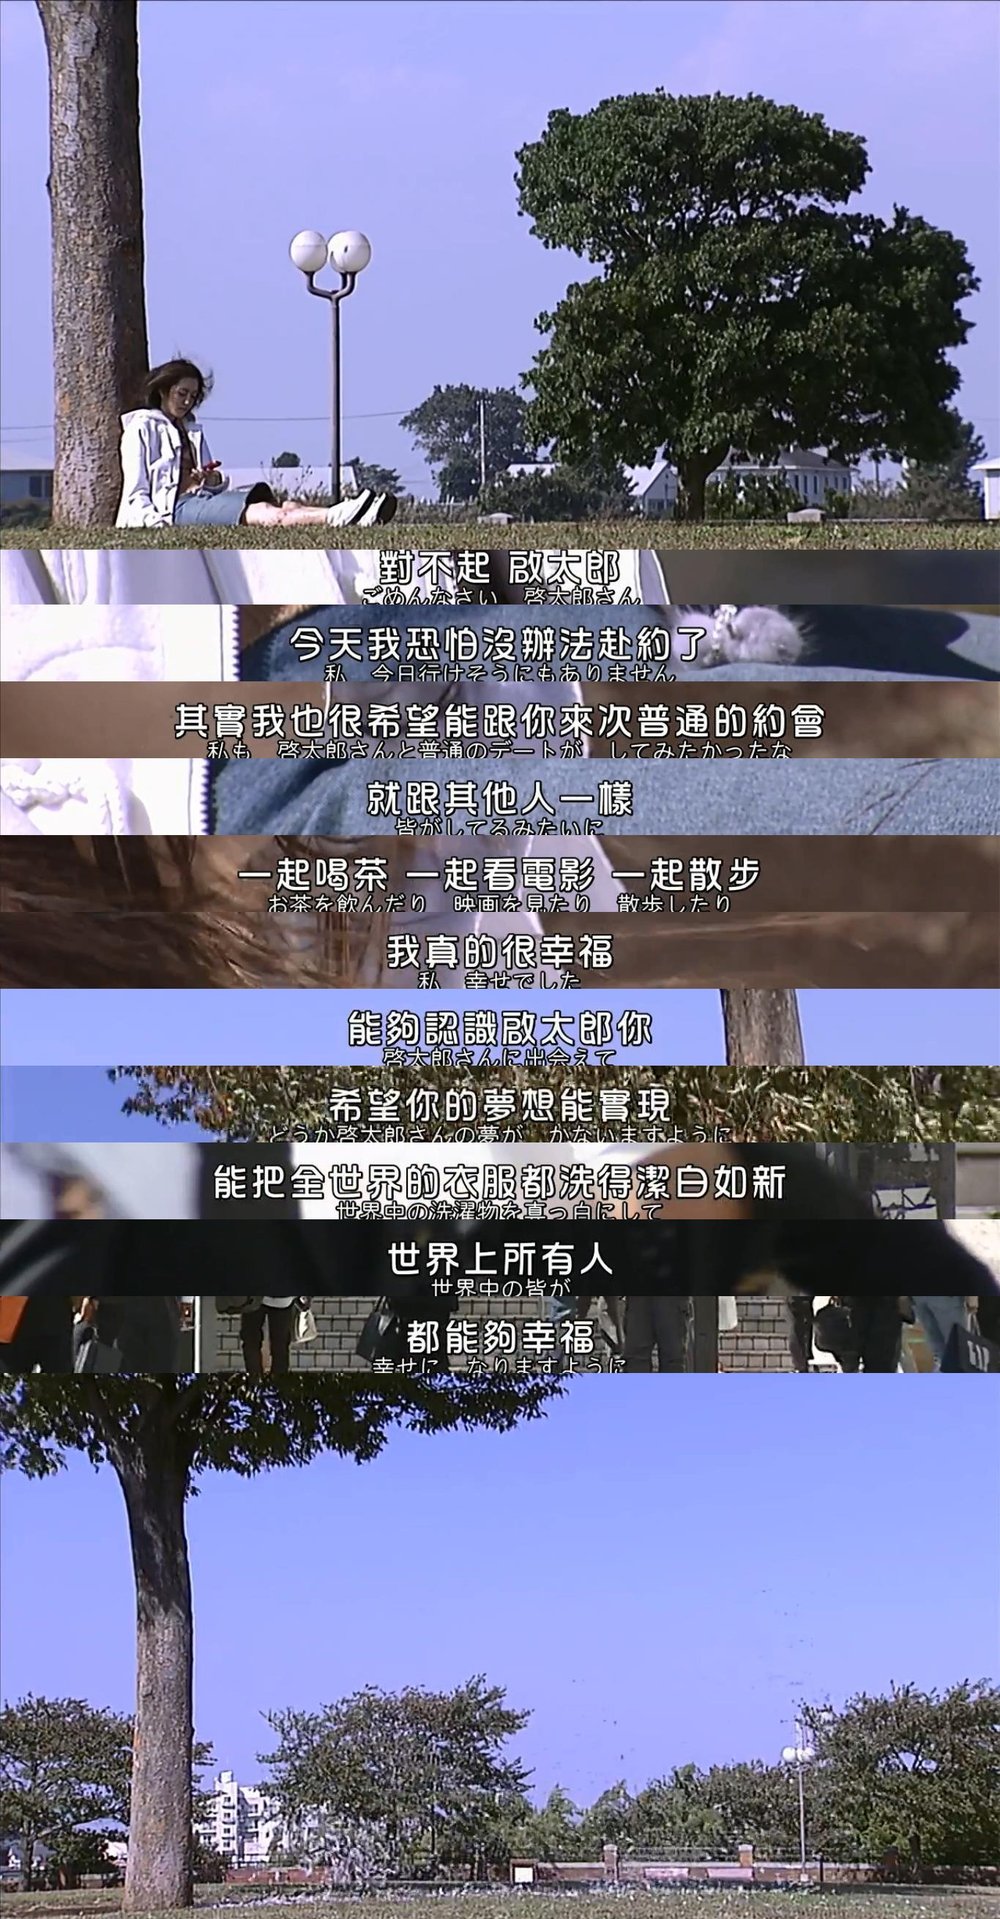 對不起 啟太郎
ごめんなさい 啓太郎さん
今天我恐怕沒辦法赴約了
私 今日行けそうにもありません
其實我也很希望能跟你來次普通的約會
私も 啓太郎さんと普通のデートが してみたかったな
就跟其他人一樣
皆がしてるみたいに
一起喝茶 一起看電影 一起散步
お茶を飲んだり 映画を見たり 散歩したり
我真的很幸福
私 幸せでした
能夠認識啟太郎你
啓太郎さんに出会えて
希望你的夢想能實現
どうか啓太郎さんの夢が かないますように
能把全世界的衣服都洗得潔白如新
世界中の洗濯物を真っ白にして
世界上所有人
世界中の皆が
都能夠幸福
幸せに なりますように
GAP